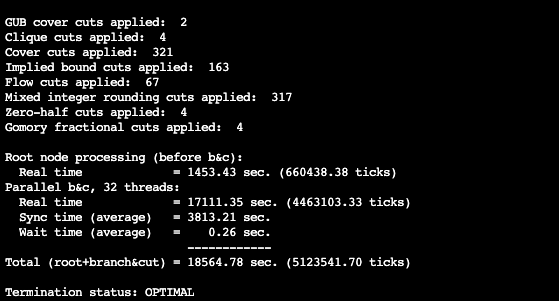 GUB cover cuts applied:  2
Clique cuts applied:  4
Cover cuts applied:  321
Implied bound cuts applied:  163
Flow cuts applied:  67
Mixed integer rounding cuts applied:  317
Zero-half cuts applied:  4
Gomory fractional cuts applied:  4
Root node processing (before b&c):
  Real time             = 1453.43 sec. (660438.38 ticks)
Parallel b&c, 32 threads:
  Real time             = 17111.35 sec. (4463103.33 ticks)
  Sync time (average)   = 3813.21 sec.
  Wait time (average)   =    0.26 sec.
                          ------------
Total (root+branch&cut) = 18564.78 sec. (5123541.70 ticks)
Termination status: OPTIMAL